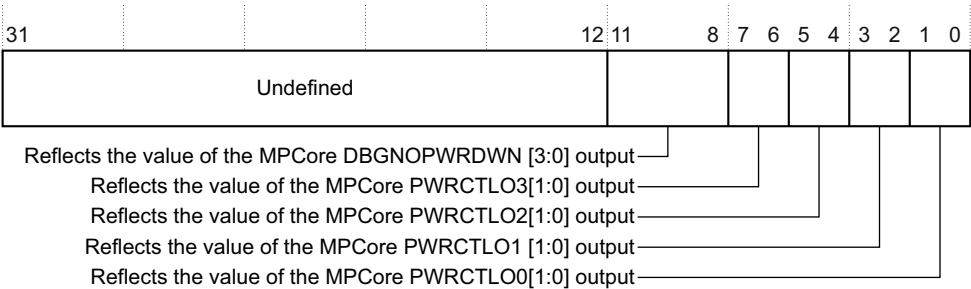 31 12 11 8 7 6 5 4 3 2 1 0
Undefined
Reflects the value of the MPCore DBGNOPWRDWN [3:0] output
Reflects the value of the MPCore PWRCTLO3[1:0] output
Reflects the value of the MPCore PWRCTLO2[1:0] output
Reflects the value of the MPCore PWRCTLO1 [1:0] output
Reflects the value of the MPCore PWRCTLO0[1:0] output